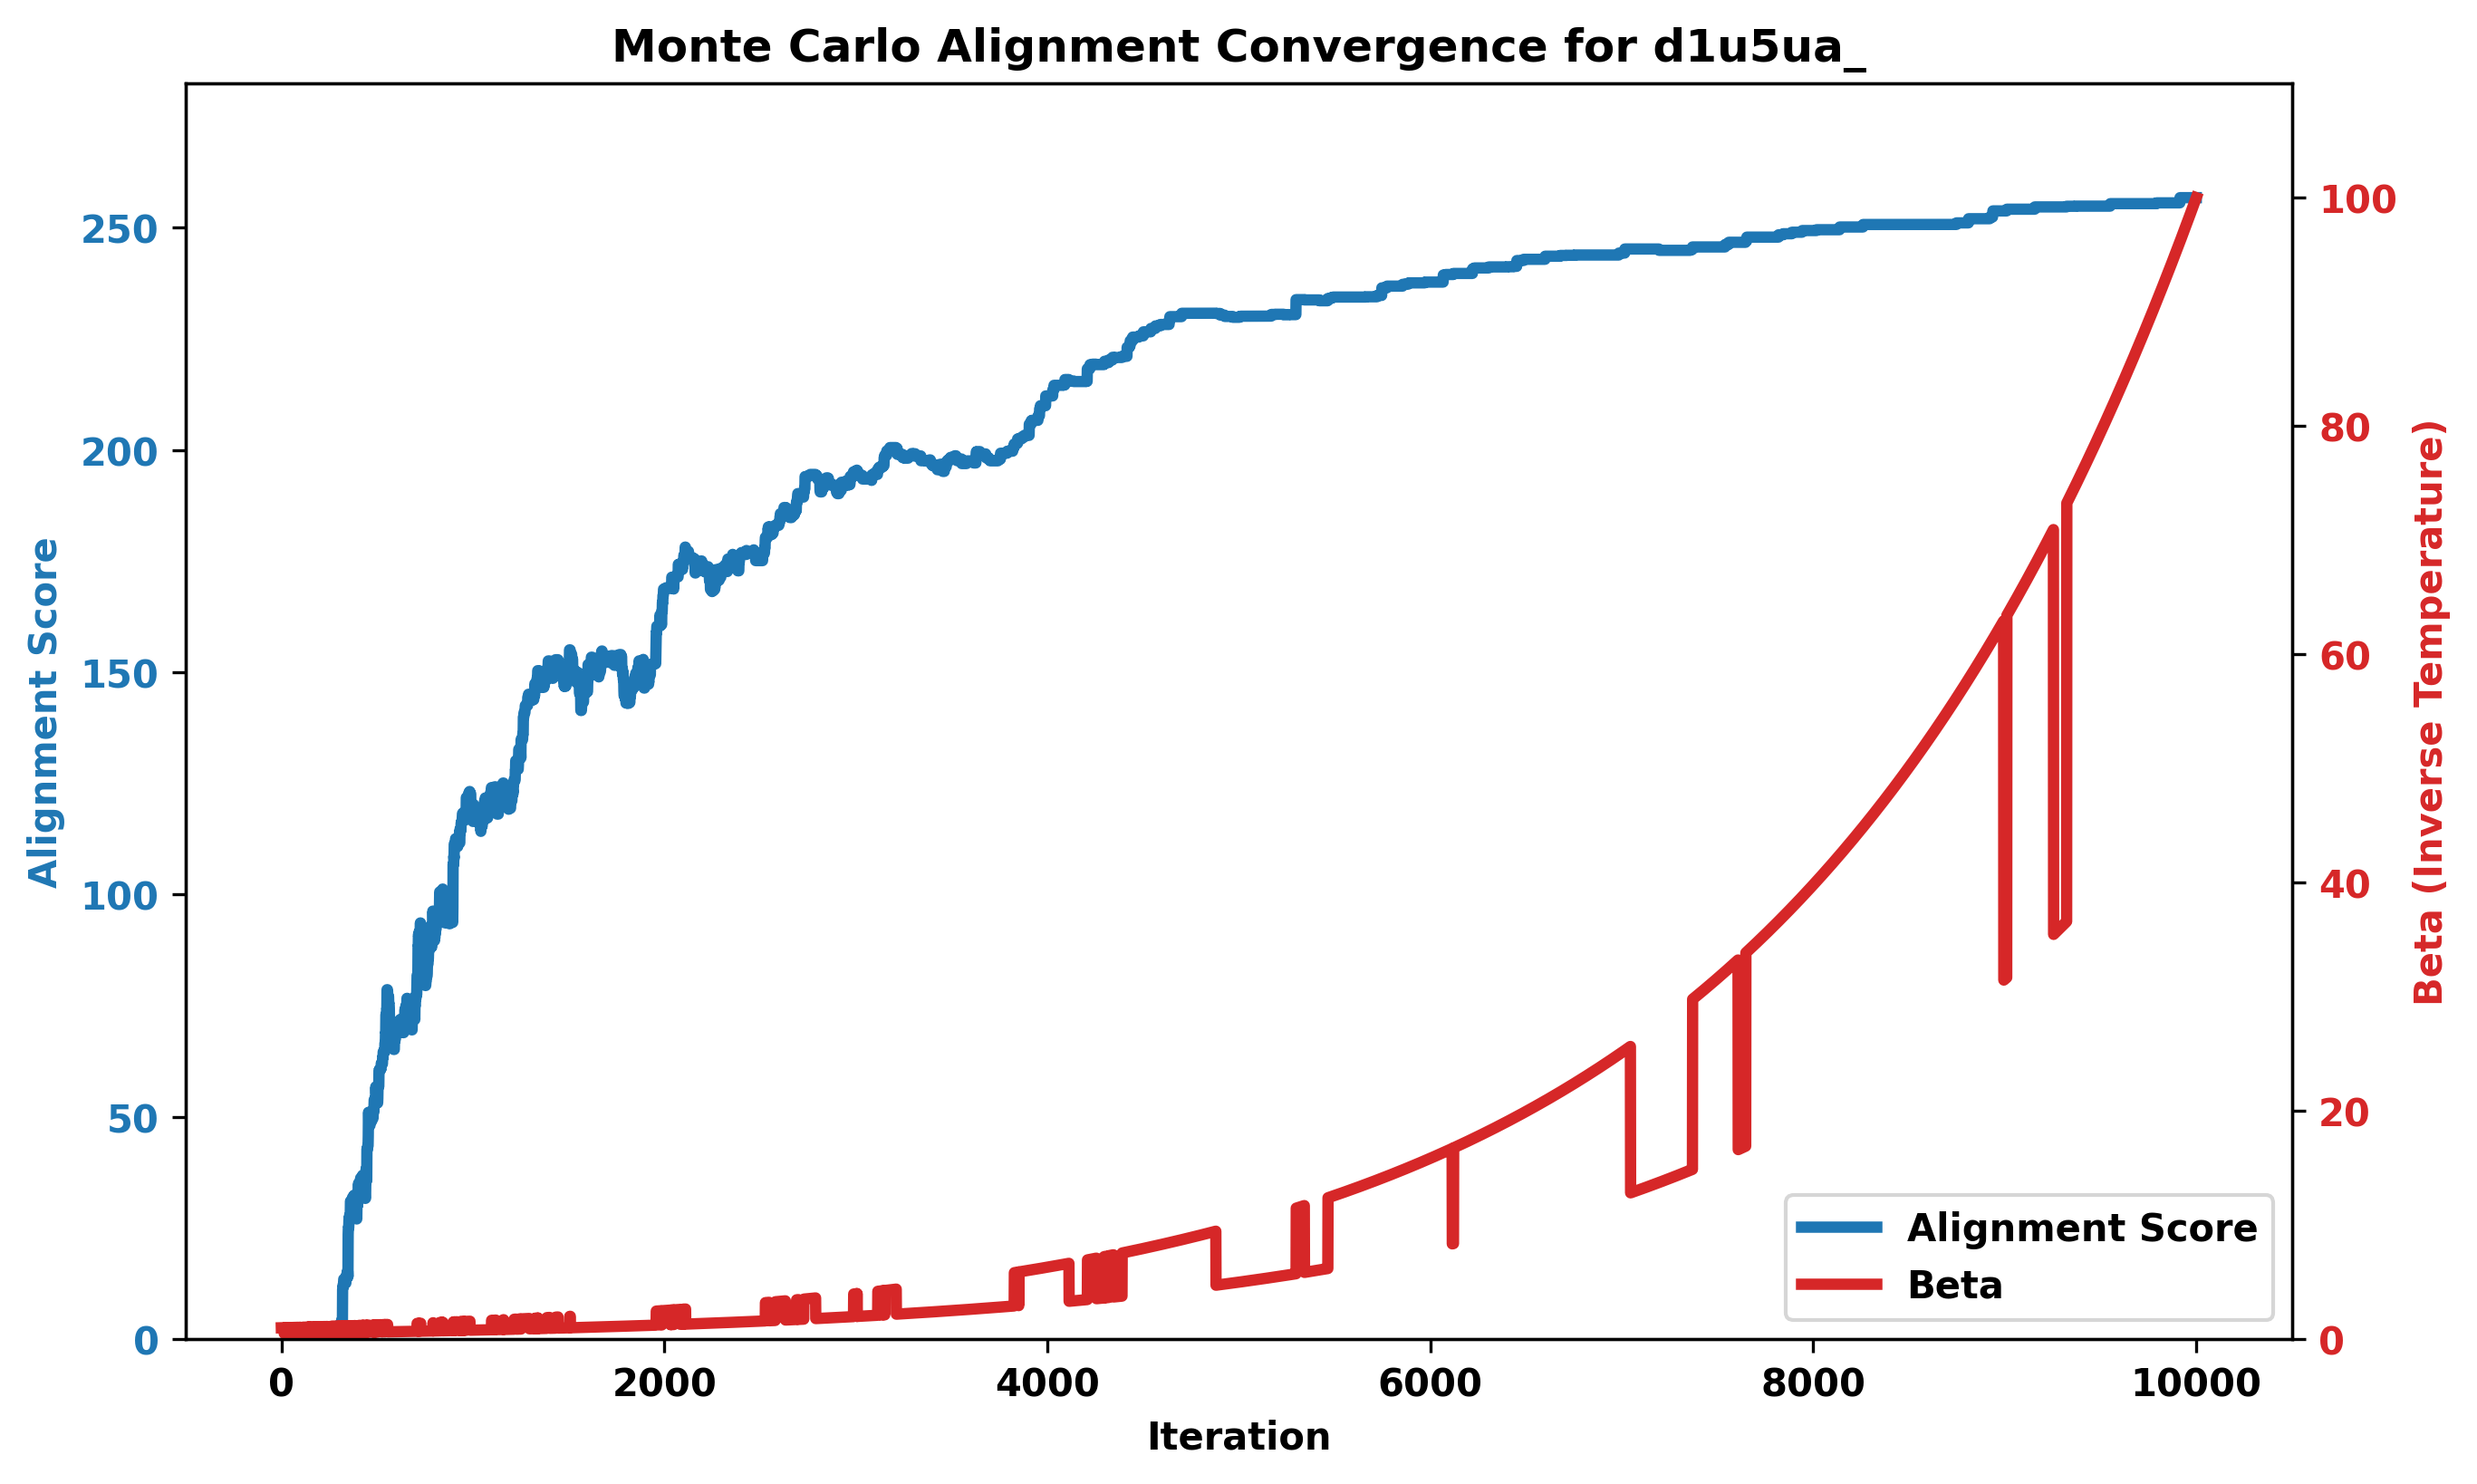 Monte Carlo Alignment Convergence for d1u5ua_
Alignment Score
250
200
150
100
50
0
100
80
60
40
20
0
Beta (Inverse Temperature)
Alignment Score
Beta
0 2000 4000 6000 8000 10000
Iteration